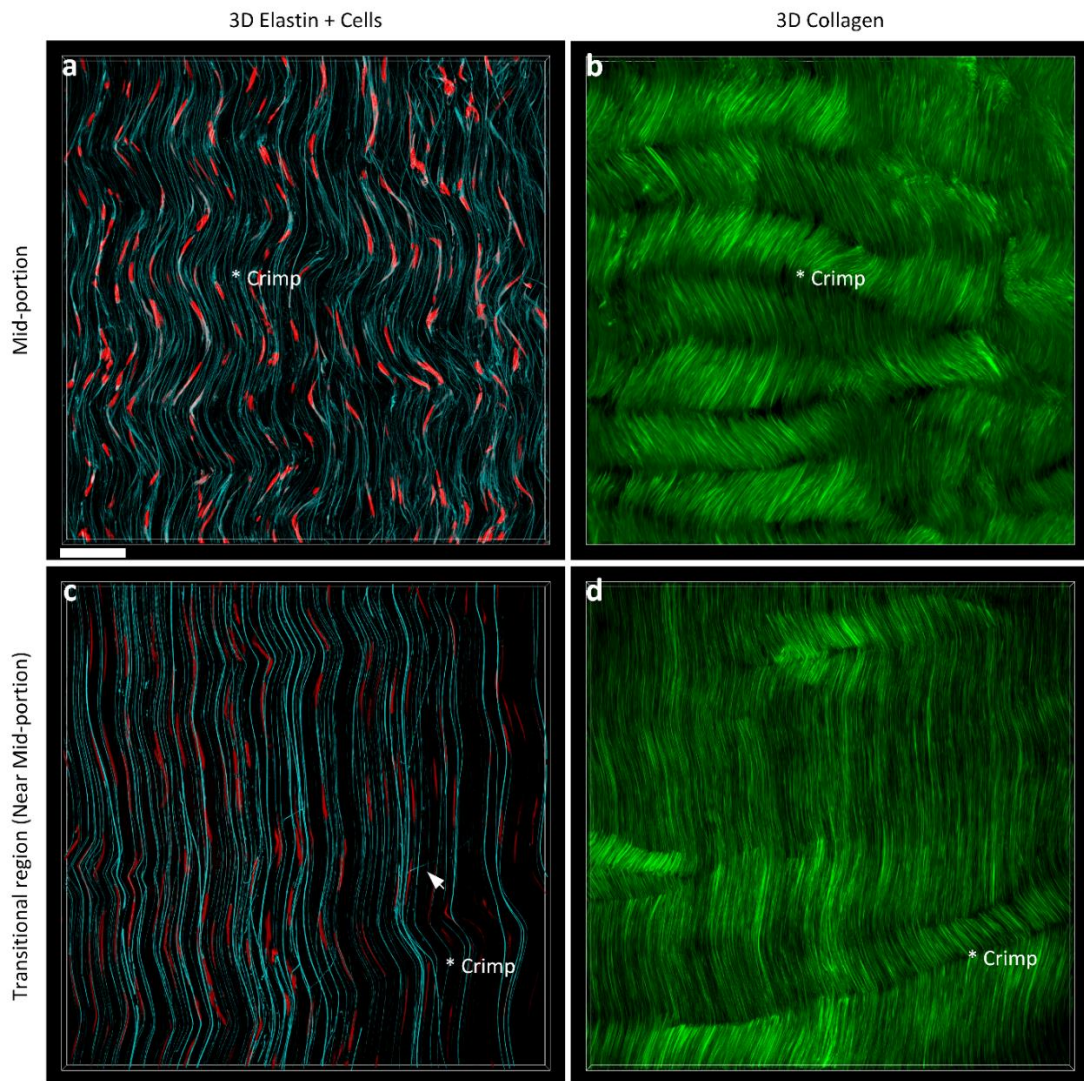 3D Elastin + Cells
3D Collagen
Mid-portion
a
* Crimp
b
* Crimp
Transitional region (Near Mid-portion)
c
* Crimp
d
* Crimp